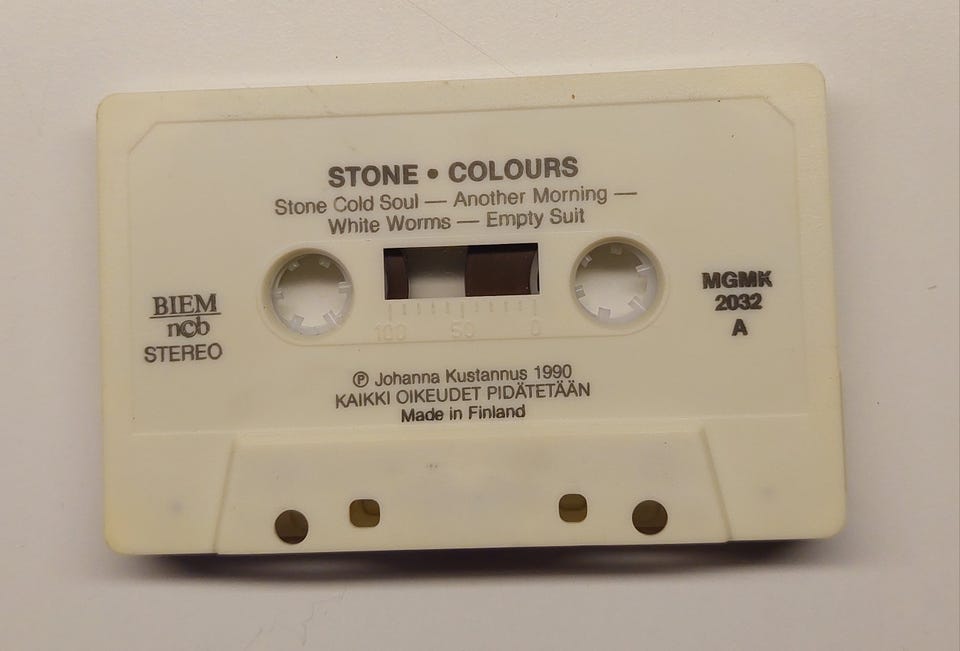 STONE • COLOURS
Stone Cold Soul — Another Morning —
White Worms — Empty Suit
BIEM
ncb
STEREO
MGMK
2032
A
100 50 0
℗ Johanna Kustannus 1990
KAIKKI OIKEUDET PIDÄTETÄÄN
Made in Finland